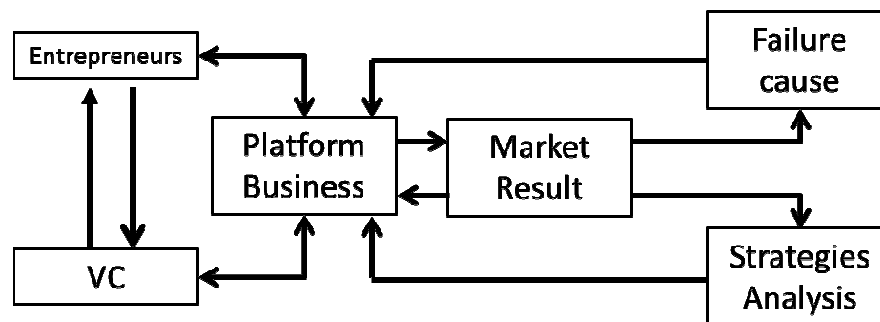 Entrepreneurs
Failure
cause
Platform
Business
Market
Result
VC
Strategies
Analysis